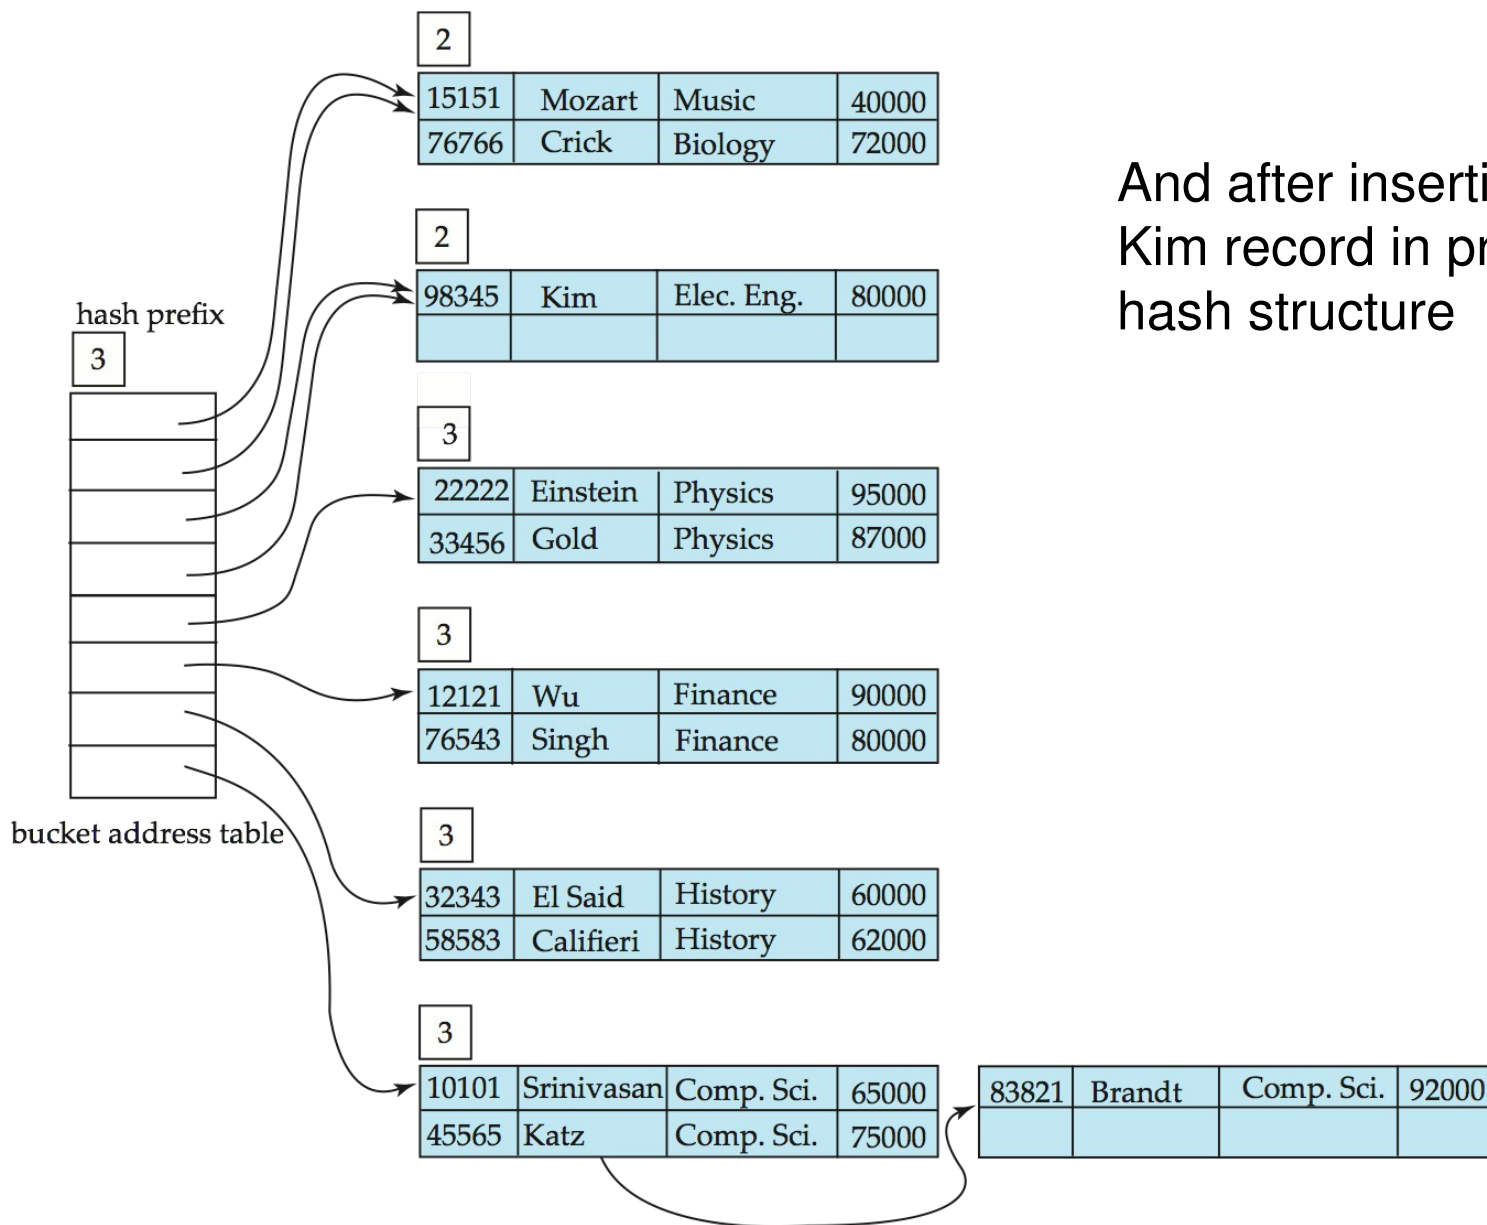 2
15151 Mozart Music 40000
76766 Crick Biology 72000
And after
Kim record in
hash structure
2
98345 Kim Elec. Eng. 80000
hash prefix
3
3
22222 Einstein Physics 95000
33456 Gold Physics 87000
3
12121 Wu Finance 90000
76543 Singh Finance 80000
bucket address table
3
32343 El Said History 60000
58583 Califieri History 62000
3
10101 Srinivasan Comp. Sci. 65000
45565 Katz Comp. Sci. 75000
83821 Brandt Comp. Sci. 92000